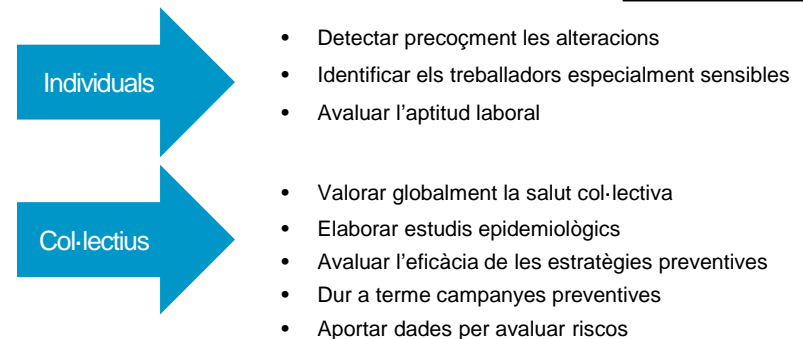 Individuals
• Detectar precoçment les alteracions
• Identificar els treballadors especialment sensibles
• Avaluar l'aptitud laboral
Col·lectius
• Valorar globalment la salut col·lectiva
• Elaborar estudis epidemiològics
• Avaluar l'eficàcia de les estratègies preventives
• Dur a terme campanyes preventives
• Aportar dades per avaluar riscos